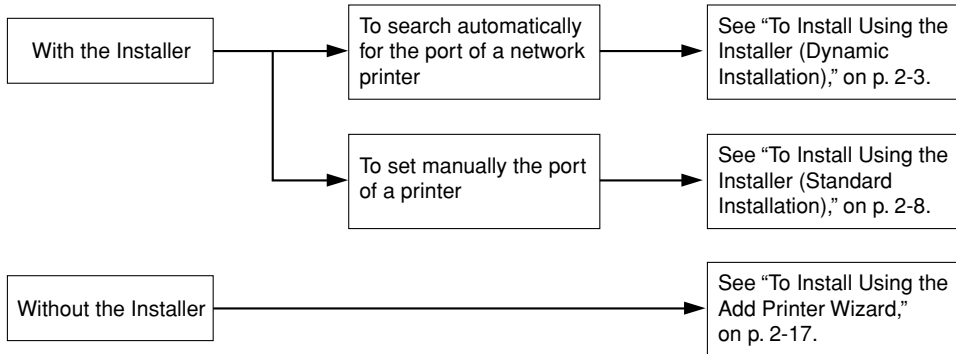 With the Installer
To search automatically
for the port of a network
printer
See “To Install Using the
Installer (Dynamic
Installation),” on p. 2-3.
To set manually the port
of a printer
See “To Install Using the
Installer (Standard
Installation),” on p. 2-8.
Without the Installer
See “To Install Using the
Add Printer Wizard,”
on p. 2-17.